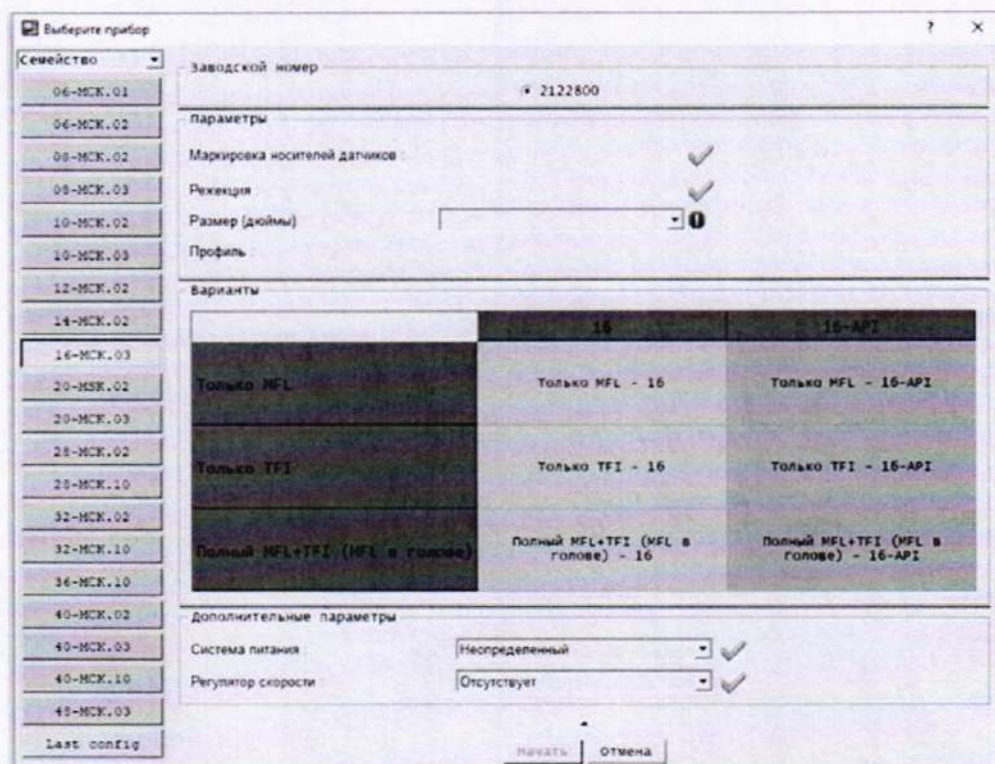 Выберите прибор ? X
Семейство
06-МСК.01
06-МСК.02
08-МСК.02
08-МСК.03
10-МСК.02
10-МСК.03
12-МСК.02
14-МСК.02
16-МСК.03
20-MSK.02
20-МСК.03
28-МСК.02
28-МСК.10
32-МСК.02
32-МСК.10
36-МСК.10
40-МСК.02
40-МСК.03
40-МСК.10
48-МСК.03
Last config
Заводской номер
2122800
Параметры
Маркировка носителей датчиков :
Режекция
Размер (дюймы)
Профиль :
Варианты
16 16-API
Только MFL Только MFL - 16 Только MFL - 16-API
Только TFI Только TFI - 16 Только TFI - 16-API
Полный MFL+TFI (MFL в голове) Полный MFL+TFI (MFL в голове) - 16 Полный MFL+TFI (MFL в голове) - 16-API
Дополнительные параметры
Система питания : Неопределенный
Регулятор скорости : Отсутствует
Начать Отмена